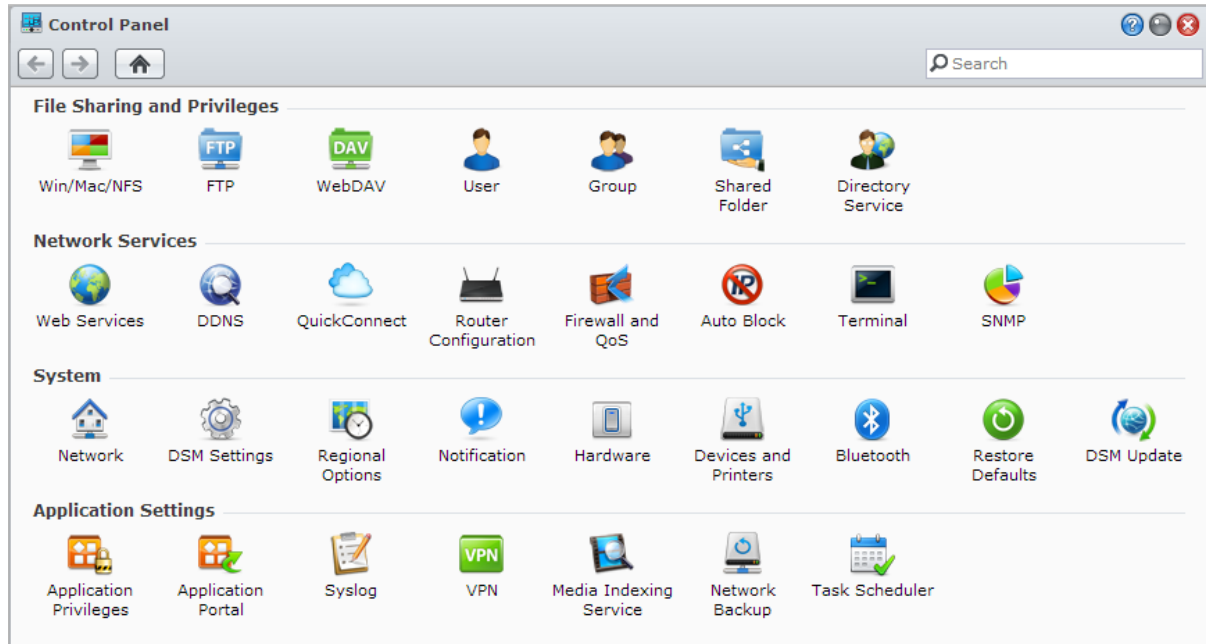 Control Panel
Search
File Sharing and Privileges
FTP
DAV
Win/Mac/NFS
FTP
WebDAV
User
Group
Shared
Folder
Directory
Service
Network Services
IP
Web Services
DDNS
QuickConnect
Router
Configuration
Firewall and
QoS
Auto Block
Terminal
SNMP
System
Network
DSM Settings
Regional
Options
Notification
Hardware
Devices and
Printers
Bluetooth
Restore
Defaults
DSM Update
Application Settings
VPN
Application
Privileges
Application
Portal
Syslog
VPN
Media Indexing
Service
Network
Backup
Task Scheduler